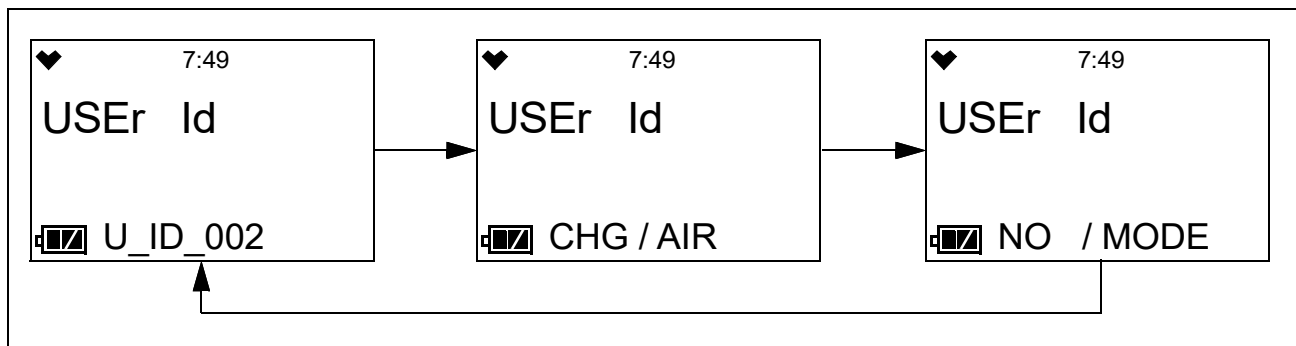 7:49
USEr Id
U_ID_002
7:49
USEr Id
CHG / AIR
7:49
USEr Id
NO / MODE